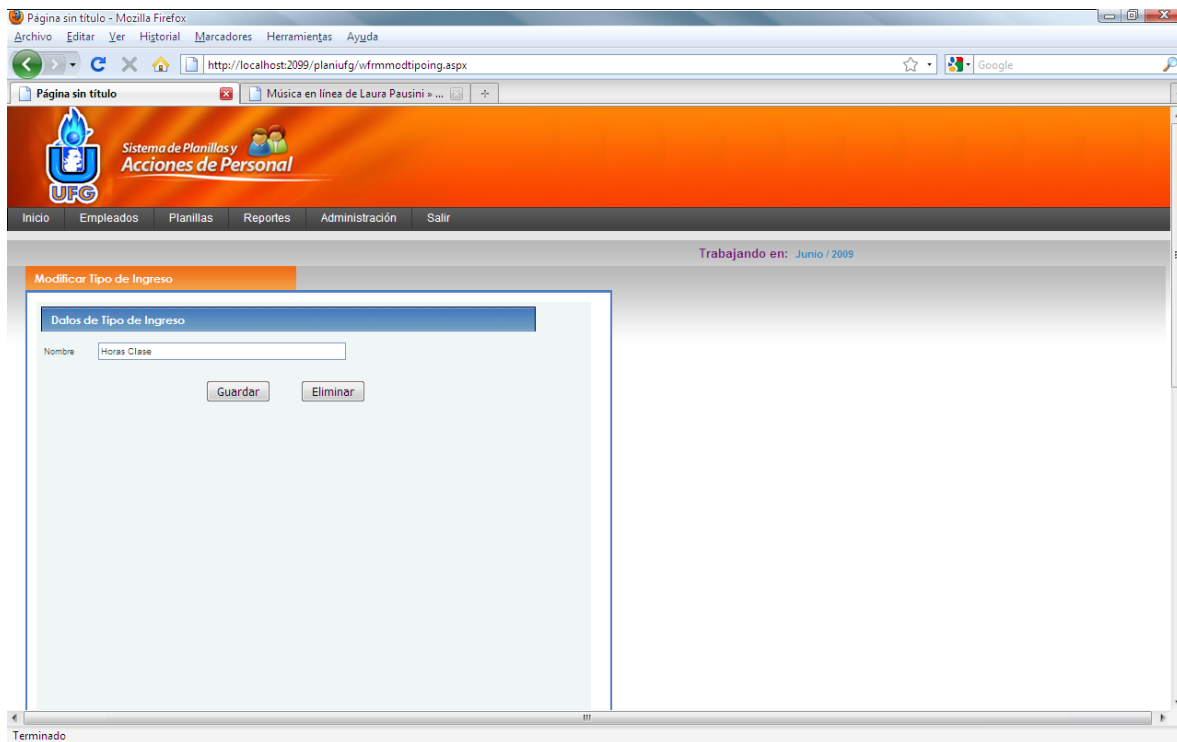 Página sin título - Mozilla Firefox
Archivo Editar Ver Historial Marcadores Herramientas Ayuda
http://localhost:2099/planiufg/wfrmmodtipoing.aspx Google
Página sin título Música en línea de Laura Pausini » ...
Sistema de Planillas y
Acciones de Personal
UFG
Inicio Empleados Planillas Reportes Administración Salir
Trabajando en: Junio / 2009
Modificar Tipo de Ingreso
Datos de Tipo de Ingreso
Nombre Horas Clase
Guardar Eliminar
Terminado